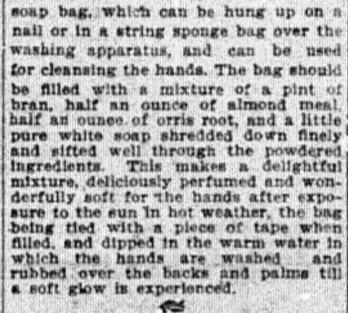 soap bag, which can be hung up on a
nail or in a string sponge bag over the
washing apparatus, and can be used
for cleansing the hands. The bag should
be filled with a mixture of a pint of
bran, half an ounce of almond meal,
half an ounce of orris root, and a little
pure white soap shredded down finely
and sifted well through the powdered
ingredients. This makes a delightful
mixture, deliciously perfumed and won-
derfully soft for the hands after expo-
sure to the sun in hot weather, the bag
being tied with a piece of tape when
filled, and dipped in the warm water in
which the hands are washed and
rubbed over the backs and palms till
a soft glow is experienced.